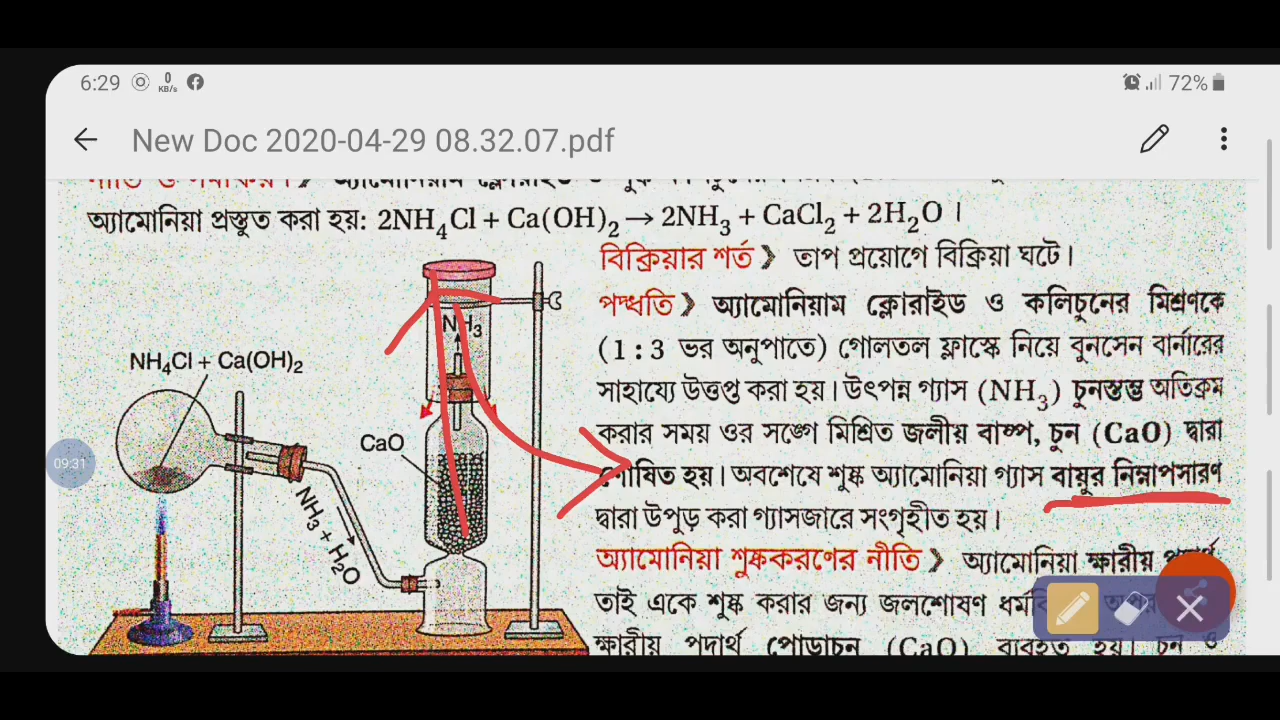 6:29
0
KB/s
72%
New Doc 2020-04-29 08.32.07.pdf
অ্যামোনিয়া প্রস্তুত করা হয়: 2NH₄Cl + Ca(OH)₂ → 2NH₃ + CaCl₂ + 2H₂O ।
বিক্রিয়ার শর্ত》 তাপ প্রয়োগে বিক্রিয়া ঘটে।
পদ্ধতি》 অ্যামোনিয়াম ক্লোরাইড ও কলিচুনের মিশ্রণকে
(1 : 3 ভর অনুপাতে) গোলতল ফ্লাস্কে নিয়ে বুনসেন বার্নারের
সাহায্যে উত্তপ্ত করা হয়। উৎপন্ন গ্যাস (NH₃) চুনস্তম্ভ অতিক্রম
করার সময় ওর সঙ্গে মিশ্রিত জলীয় বাষ্প, চুন (CaO) দ্বারা
শোষিত হয়। অবশেষে শুষ্ক অ্যামোনিয়া গ্যাস বায়ুর নিম্নাপসারণ
দ্বারা উপুড় করা গ্যাসজারে সংগৃহীত হয়।
অ্যামোনিয়া শুষ্ককরণের নীতি》 অ্যামোনিয়া ক্ষারীয়
তাই একে শুষ্ক করার জন্য জলশোষণ
ক্ষারীয় পদার্থ পোড়াচুন (CaO) ব্যবহৃত হয়। চুন ও
NH₃
NH₄Cl + Ca(OH)₂
CaO
NH₃ + H₂O
09:31